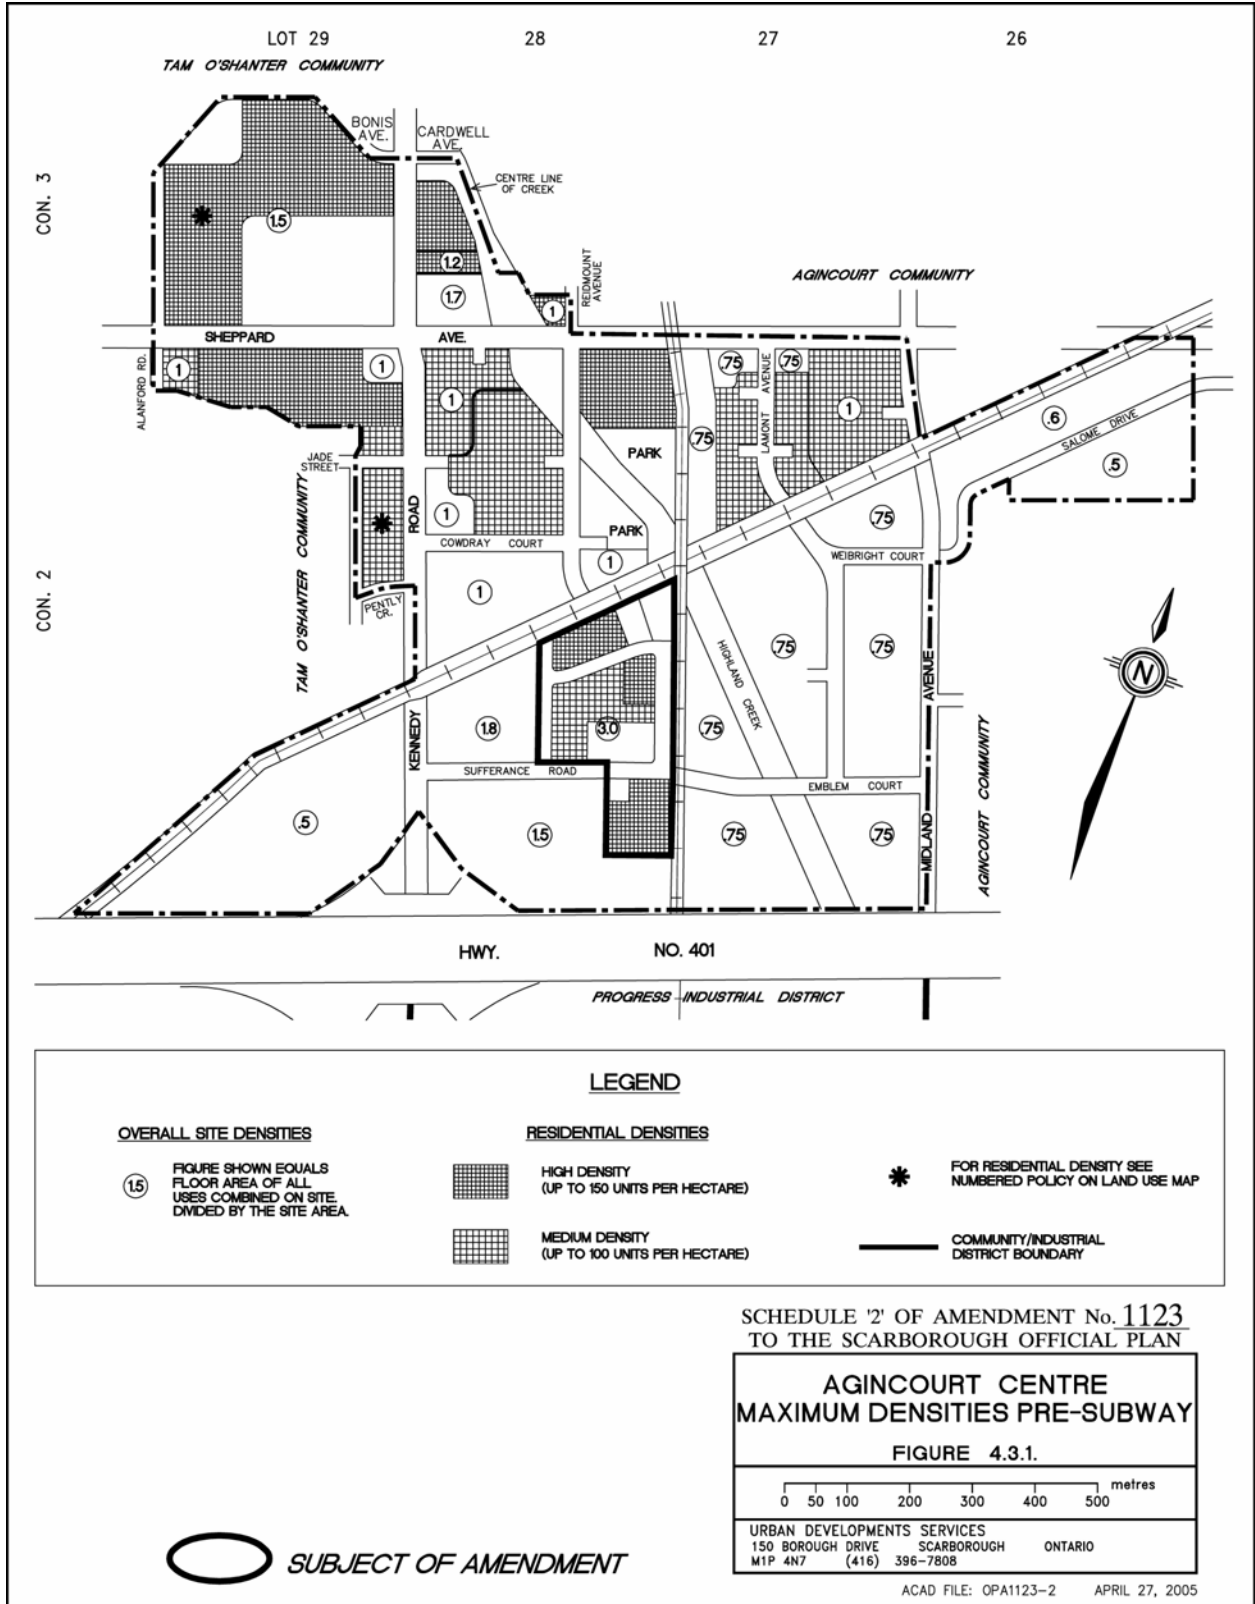 LOT 29 28 27 26
TAM O'SHANTER COMMUNITY
CON. 3
BONIS
AVE.
CARDWELL
AVE.
CENTRE LINE
OF CREEK
1.5
1.2
1.7
1
REIDMOUNT
AVENUE
AGINCOURT COMMUNITY
SHEPPARD AVE.
ALANFORD RD.
1
1
1
.75
LAMONT AVENUE
.75
1
.75
.6
SALOME DRIVE
.5
PARK
JADE
STREET
TAM O'SHANTER COMMUNITY
1
PARK
.75
COWDRAY COURT
WEIBRIGHT COURT
1
1
CON. 2
PENTLY
CR.
KENNEDY ROAD
HIGHLAND CREEK
.75
.75
MIDLAND AVENUE
N
1.8
3.0
.75
SUFFERANCE ROAD
EMBLEM COURT
AGINCOURT COMMUNITY
.5
1.5
.75
.75
HWY. NO. 401
PROGRESS INDUSTRIAL DISTRICT
LEGEND
OVERALL SITE DENSITIES
1.5
FIGURE SHOWN EQUALS
FLOOR AREA OF ALL
USES COMBINED ON SITE.
DIVIDED BY THE SITE AREA.
RESIDENTIAL DENSITIES
HIGH DENSITY
(UP TO 150 UNITS PER HECTARE)
MEDIUM DENSITY
(UP TO 100 UNITS PER HECTARE)
FOR RESIDENTIAL DENSITY SEE
NUMBERED POLICY ON LAND USE MAP
COMMUNITY/INDUSTRIAL
DISTRICT BOUNDARY
SCHEDULE '2' OF AMENDMENT No. 1123
TO THE SCARBOROUGH OFFICIAL PLAN
AGINCOURT CENTRE
MAXIMUM DENSITIES PRE-SUBWAY
FIGURE 4.3.1.
metres
0 50 100 200 300 400 500
URBAN DEVELOPMENTS SERVICES
150 BOROUGH DRIVE SCARBOROUGH ONTARIO
M1P 4N7 (416) 396-7808
SUBJECT OF AMENDMENT
ACAD FILE: OPA1123-2 APRIL 27, 2005